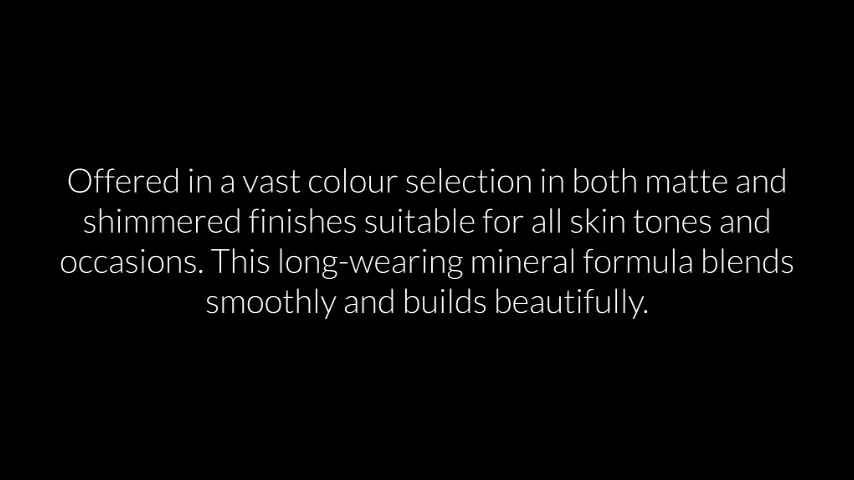 Offered in a vast colour selection in both matte and
shimmered finishes suitable for all skin tones and
occasions. This long-wearing mineral formula blends
smoothly and builds beautifully.